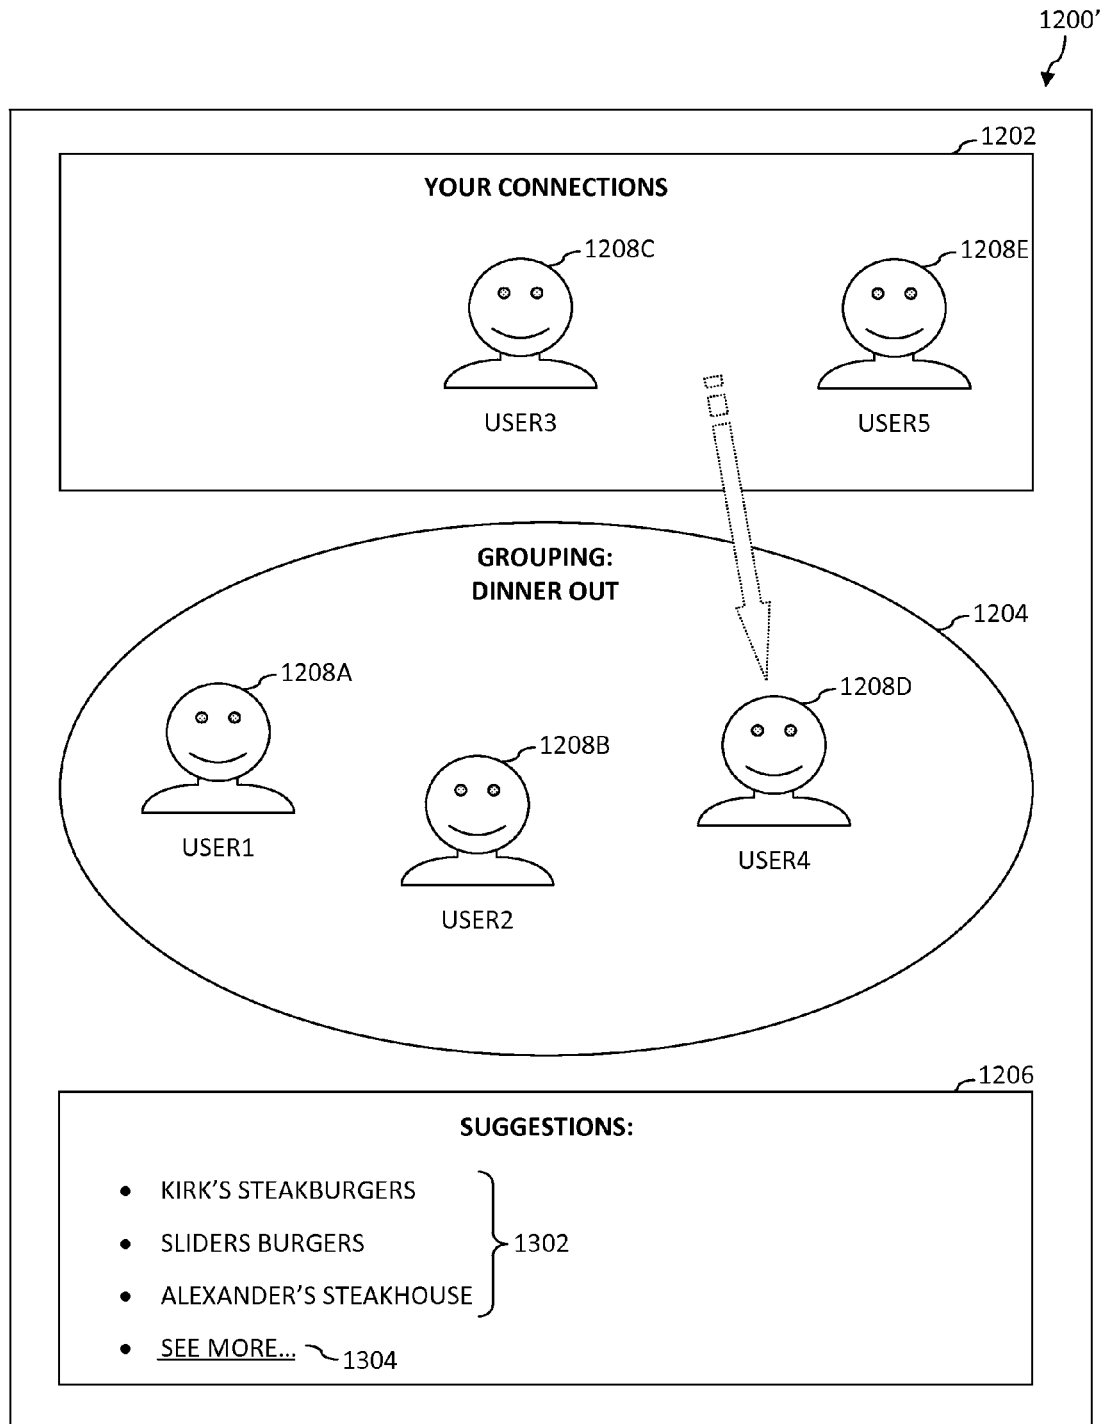 1200'
1202
YOUR CONNECTIONS
1208C
1208E
USER3
USER5
GROUPING:
DINNER OUT
1204
1208A
1208D
1208B
USER1
USER4
USER2
1206
SUGGESTIONS:
• KIRK'S STEAKBURGERS
• SLIDERS BURGERS
1302
• ALEXANDER'S STEAKHOUSE
• SEE MORE...
1304